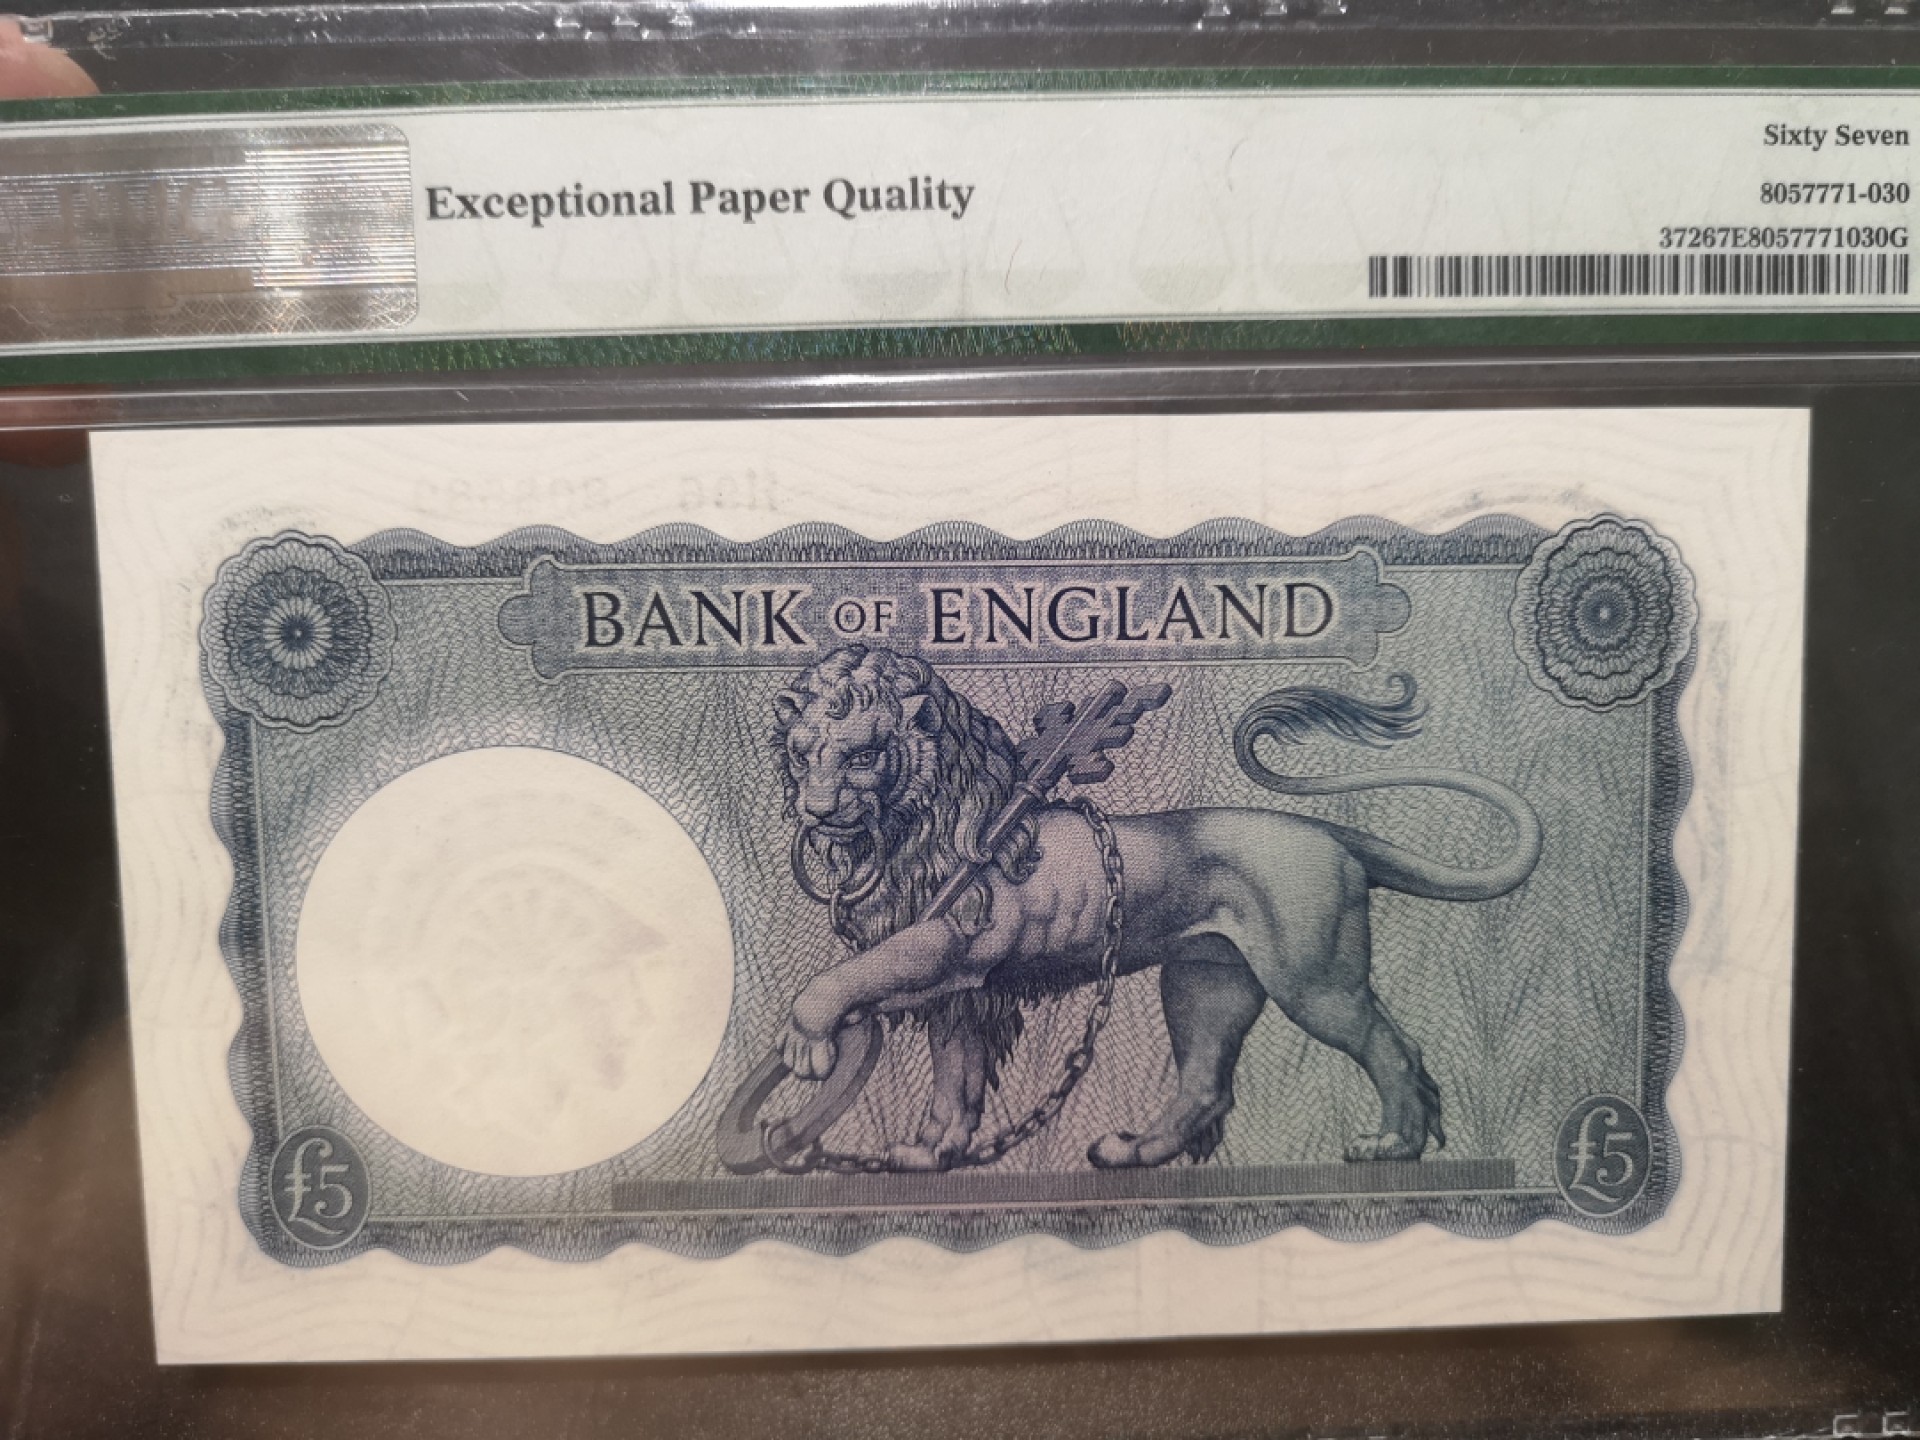 Exceptional Paper Quality
Sixty Seven
8057771-030
37267E8057771030G
BANK OF ENGLAND
£5
£5